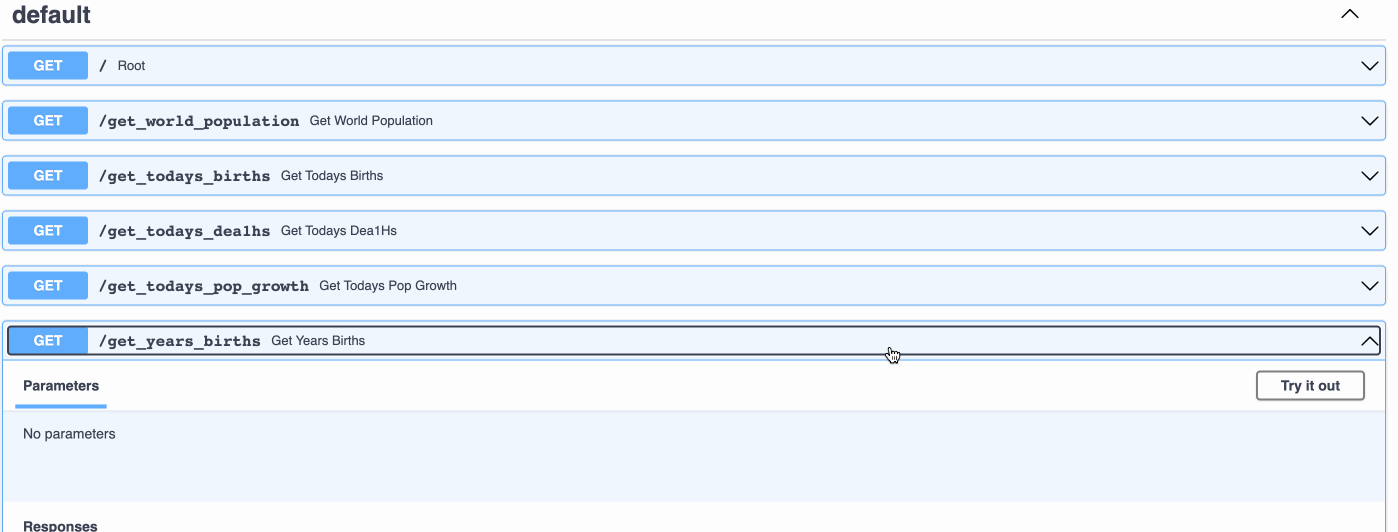 default
GET / Root
GET /get_world_population Get World Population
GET /get_todays_births Get Todays Births
GET /get_todays_dea1hs Get Todays Dea1Hs
GET /get_todays_pop_growth Get Todays Pop Growth
GET /get_years_births Get Years Births
Parameters Try it out
No parameters
Responses